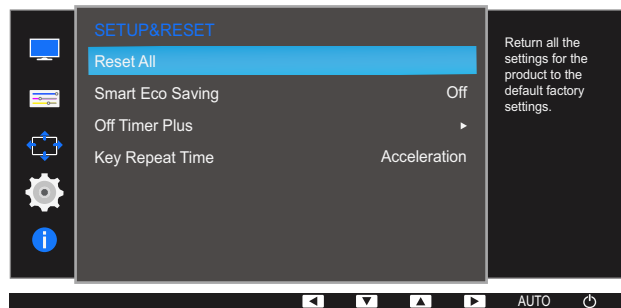 SETUP&RESET
Reset All
Smart Eco Saving Off
Off Timer Plus
Key Repeat Time Acceleration
Return all the
settings for the
product to the
default factory
settings.
AUTO